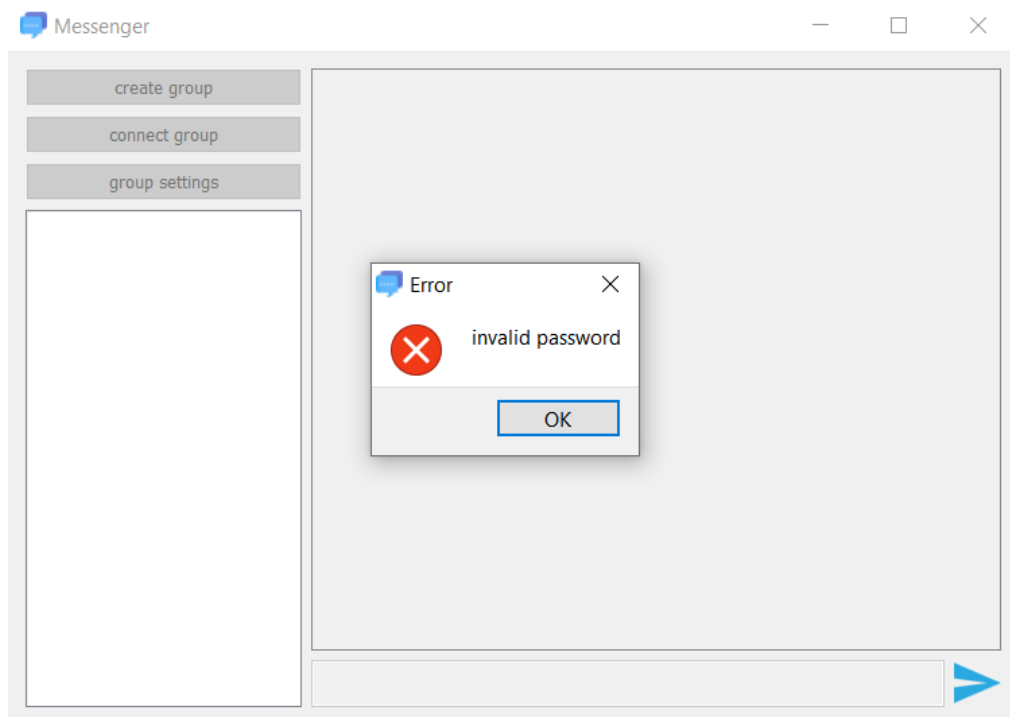 Messenger
create group
connect group
group settings
Error
invalid password
OK